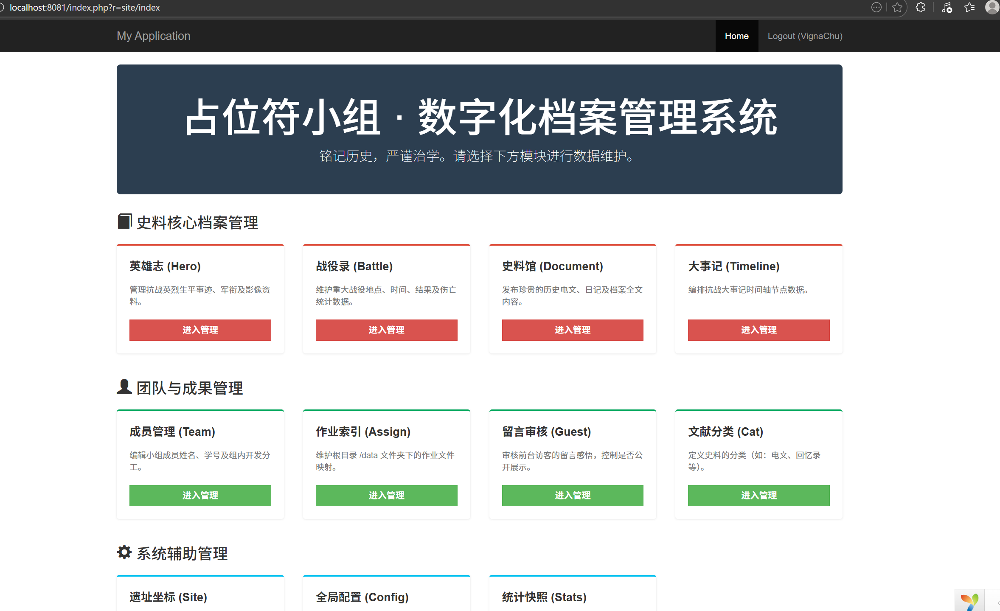 localhost:8081/index.php?r=site/index
My Application
Home
Logout (VignaChu)
占位符小组 · 数字化档案管理系统
铭记历史，严谨治学。请选择下方模块进行数据维护。
史料核心档案管理
英雄志 (Hero)
管理抗战英烈生平事迹、军衔及影像资
料。
进入管理
战役录 (Battle)
维护重大战役地点、时间、结果及伤亡
统计数据。
进入管理
史料馆 (Document)
发布珍贵的历史电文、日记及档案全文
内容。
进入管理
大事记 (Timeline)
编排抗战大事记时间轴节点数据。
进入管理
团队与成果管理
成员管理 (Team)
编辑小组成员姓名、学号及组内开发分
工。
进入管理
作业索引 (Assign)
维护根目录 /data 文件夹下的作业文件
映射。
进入管理
留言审核 (Guest)
审核前台访客的留言感悟，控制是否公
开展示。
进入管理
文献分类 (Cat)
定义史料的分类（如：电文、回忆录
等）。
进入管理
系统辅助管理
遗址坐标 (Site)
全局配置 (Config)
统计快照 (Stats)